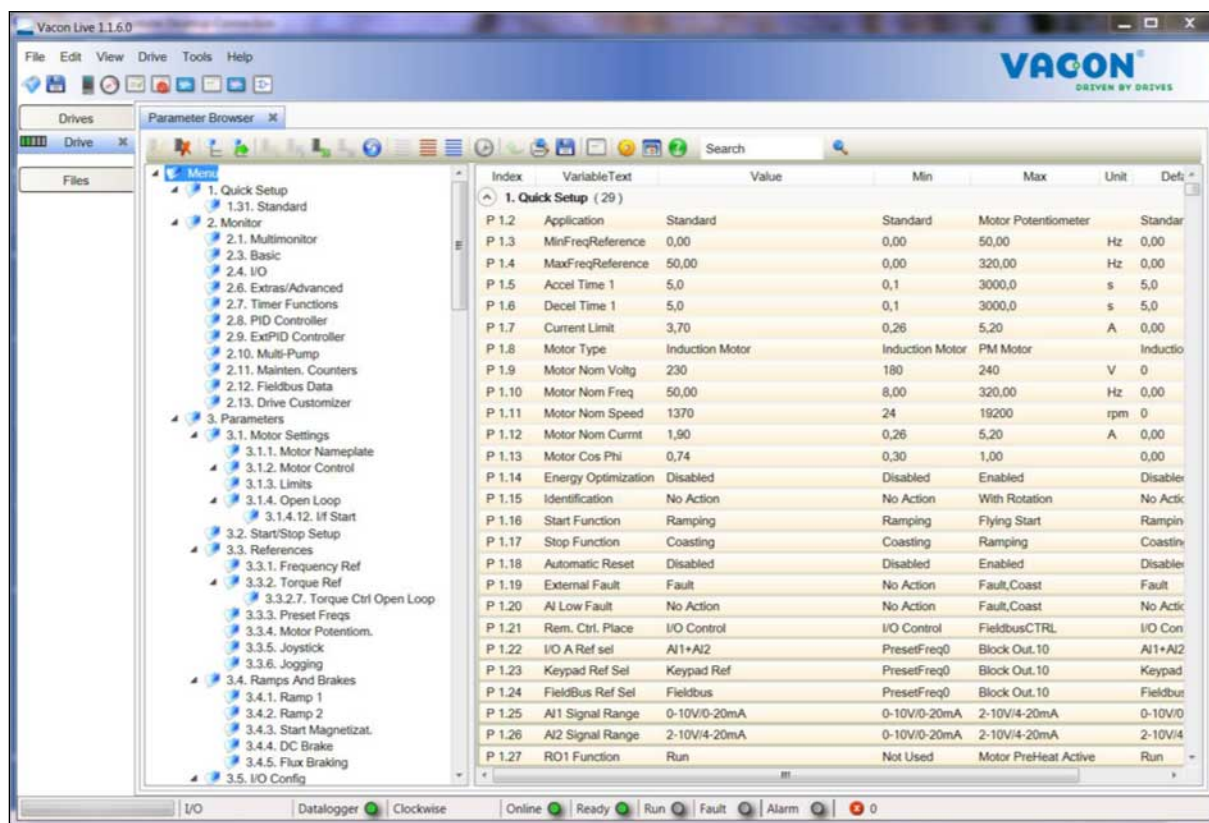 Vacon Live 1.1.6.0
File Edit View Drive Tools Help
VACON®
DRIVEN BY DRIVES
Drives
Drive
Files
Parameter Browser
Search
Menu
1. Quick Setup
1.31. Standard
2. Monitor
2.1. Multimonitor
2.3. Basic
2.4. I/O
2.6. Extras/Advanced
2.7. Timer Functions
2.8. PID Controller
2.9. ExtPID Controller
2.10. Multi-Pump
2.11. Mainten. Counters
2.12. Fieldbus Data
2.13. Drive Customizer
3. Parameters
3.1. Motor Settings
3.1.1. Motor Nameplate
3.1.2. Motor Control
3.1.3. Limits
3.1.4. Open Loop
3.1.4.12. I/f Start
3.2. Start/Stop Setup
3.3. References
3.3.1. Frequency Ref
3.3.2. Torque Ref
3.3.2.7. Torque Ctrl Open Loop
3.3.3. Preset Freqs
3.3.4. Motor Potentiom.
3.3.5. Joystick
3.3.6. Jogging
3.4. Ramps And Brakes
3.4.1. Ramp 1
3.4.2. Ramp 2
3.4.3. Start Magnetizat.
3.4.4. DC Brake
3.4.5. Flux Braking
3.5. I/O Config
Index VariableText Value Min Max Unit Defa
1. Quick Setup ( 29 )
P 1.2 Application Standard Standard Motor Potentiometer Standar
P 1.3 MinFreqReference 0,00 0,00 50,00 Hz 0,00
P 1.4 MaxFreqReference 50,00 0,00 320,00 Hz 0,00
P 1.5 Accel Time 1 5,0 0,1 3000,0 s 5,0
P 1.6 Decel Time 1 5,0 0,1 3000,0 s 5,0
P 1.7 Current Limit 3,70 0,26 5,20 A 0,00
P 1.8 Motor Type Induction Motor Induction Motor PM Motor Inductio
P 1.9 Motor Nom Voltg 230 180 240 V 0
P 1.10 Motor Nom Freq 50,00 8,00 320,00 Hz 0,00
P 1.11 Motor Nom Speed 1370 24 19200 rpm 0
P 1.12 Motor Nom Currnt 1,90 0,26 5,20 A 0,00
P 1.13 Motor Cos Phi 0,74 0,30 1,00 0,00
P 1.14 Energy Optimization Disabled Disabled Enabled Disable
P 1.15 Identification No Action No Action With Rotation No Actic
P 1.16 Start Function Ramping Ramping Flying Start Rampin
P 1.17 Stop Function Coasting Coasting Ramping Coastin
P 1.18 Automatic Reset Disabled Disabled Enabled Disable
P 1.19 External Fault Fault No Action Fault,Coast Fault
P 1.20 AI Low Fault No Action No Action Fault,Coast No Actic
P 1.21 Rem. Ctrl. Place I/O Control I/O Control FieldbusCTRL I/O Con
P 1.22 I/O A Ref sel AI1+AI2 PresetFreq0 Block Out.10 AI1+AI2
P 1.23 Keypad Ref Sel Keypad Ref PresetFreq0 Block Out.10 Keypad
P 1.24 FieldBus Ref Sel Fieldbus PresetFreq0 Block Out.10 Fieldbus
P 1.25 AI1 Signal Range 0-10V/0-20mA 0-10V/0-20mA 2-10V/4-20mA 0-10V/0
P 1.26 AI2 Signal Range 2-10V/4-20mA 0-10V/0-20mA 2-10V/4-20mA 2-10V/4
P 1.27 RO1 Function Run Not Used Motor PreHeat Active Run
I/O Datalogger Clockwise Online Ready Run Fault Alarm 0